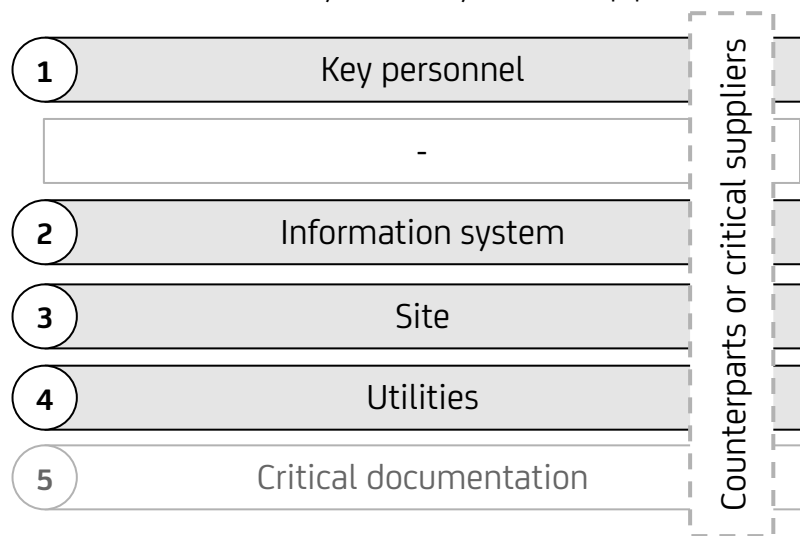 1
Key personnel
-
2
Information system
3
Site
4
Utilities
5
Critical documentation
Counterparts or critical suppliers